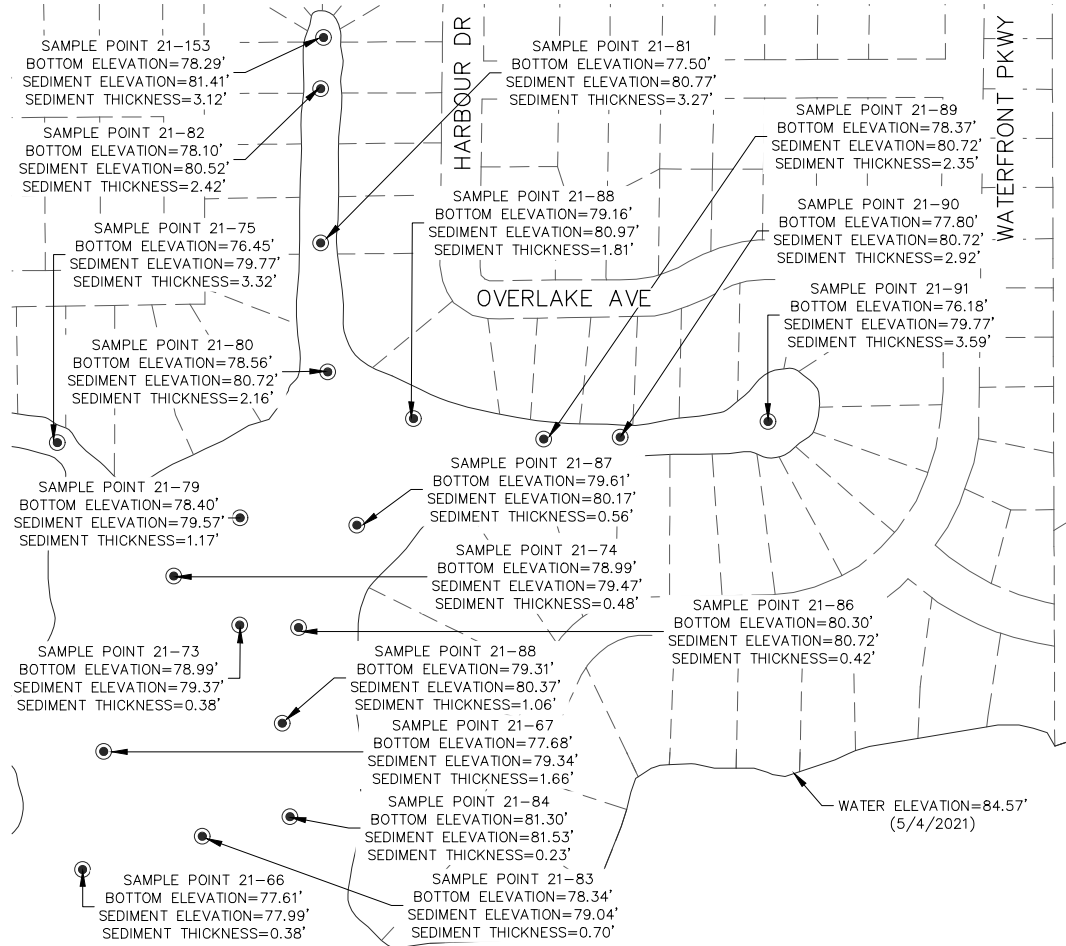 SAMPLE POINT 21-153
BOTTOM ELEVATION=78.29'
SEDIMENT ELEVATION=81.41'
SEDIMENT THICKNESS=3.12'
HARBOUR DR
SAMPLE POINT 21-81
BOTTOM ELEVATION=77.50'
SEDIMENT ELEVATION=80.77'
SEDIMENT THICKNESS=3.27'
WATERFRONT PKWY
SAMPLE POINT 21-82
BOTTOM ELEVATION=78.10'
SEDIMENT ELEVATION=80.52'
SEDIMENT THICKNESS=2.42'
SAMPLE POINT 21-89
BOTTOM ELEVATION=78.37'
SEDIMENT ELEVATION=80.72'
SEDIMENT THICKNESS=2.35'
SAMPLE POINT 21-75
BOTTOM ELEVATION=76.45'
SEDIMENT ELEVATION=79.77'
SEDIMENT THICKNESS=3.32'
SAMPLE POINT 21-88
BOTTOM ELEVATION=79.16'
SEDIMENT ELEVATION=80.97'
SEDIMENT THICKNESS=1.81'
SAMPLE POINT 21-90
BOTTOM ELEVATION=77.80'
SEDIMENT ELEVATION=80.72'
SEDIMENT THICKNESS=2.92'
OVERLAKE AVE
SAMPLE POINT 21-91
BOTTOM ELEVATION=76.18'
SEDIMENT ELEVATION=79.77'
SEDIMENT THICKNESS=3.59'
SAMPLE POINT 21-80
BOTTOM ELEVATION=78.56'
SEDIMENT ELEVATION=80.72'
SEDIMENT THICKNESS=2.16'
SAMPLE POINT 21-79
BOTTOM ELEVATION=78.40'
SEDIMENT ELEVATION=79.57'
SEDIMENT THICKNESS=1.17'
SAMPLE POINT 21-87
BOTTOM ELEVATION=79.61'
SEDIMENT ELEVATION=80.17'
SEDIMENT THICKNESS=0.56'
SAMPLE POINT 21-74
BOTTOM ELEVATION=78.99'
SEDIMENT ELEVATION=79.47'
SEDIMENT THICKNESS=0.48'
SAMPLE POINT 21-86
BOTTOM ELEVATION=80.30'
SEDIMENT ELEVATION=80.72'
SEDIMENT THICKNESS=0.42'
SAMPLE POINT 21-73
BOTTOM ELEVATION=78.99'
SEDIMENT ELEVATION=79.37'
SEDIMENT THICKNESS=0.38'
SAMPLE POINT 21-88
BOTTOM ELEVATION=79.31'
SEDIMENT ELEVATION=80.37'
SEDIMENT THICKNESS=1.06'
SAMPLE POINT 21-67
BOTTOM ELEVATION=77.68'
SEDIMENT ELEVATION=79.34'
SEDIMENT THICKNESS=1.66'
SAMPLE POINT 21-84
BOTTOM ELEVATION=81.30'
SEDIMENT ELEVATION=81.53'
SEDIMENT THICKNESS=0.23'
WATER ELEVATION=84.57'
(5/4/2021)
SAMPLE POINT 21-66
BOTTOM ELEVATION=77.61'
SEDIMENT ELEVATION=77.99'
SEDIMENT THICKNESS=0.38'
SAMPLE POINT 21-83
BOTTOM ELEVATION=78.34'
SEDIMENT ELEVATION=79.04'
SEDIMENT THICKNESS=0.70'